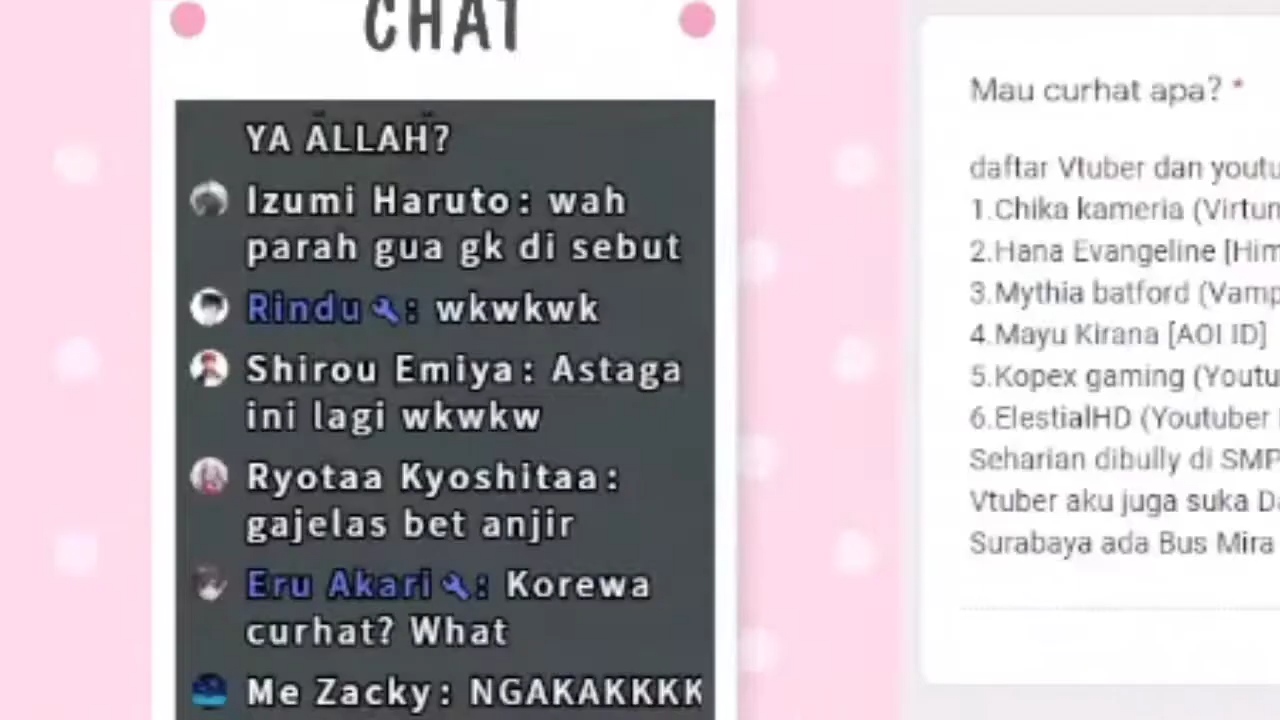 CHAT
YA ALLAH?
Izumi Haruto: wah
parah gua gk di sebut
Rindu: wkwkwk
Shirou Emiya: Astaga
ini lagi wkwkw
Ryotaa Kyoshitaa:
gajelas bet anjir
Eru Akari: Korewa
curhat? What
Me Zacky: NGAKAKKKK
Mau curhat apa? *
daftar Vtuber dan youtu
1.Chika kameria (Virtun
2.Hana Evangeline [Him
3.Mythia batford (Vamp
4.Mayu Kirana [AOI ID]
5.Kopex gaming (Youtu
6.ElestialHD (Youtuber
Seharian dibully di SMP
Vtuber aku juga suka Da
Surabaya ada Bus Mira